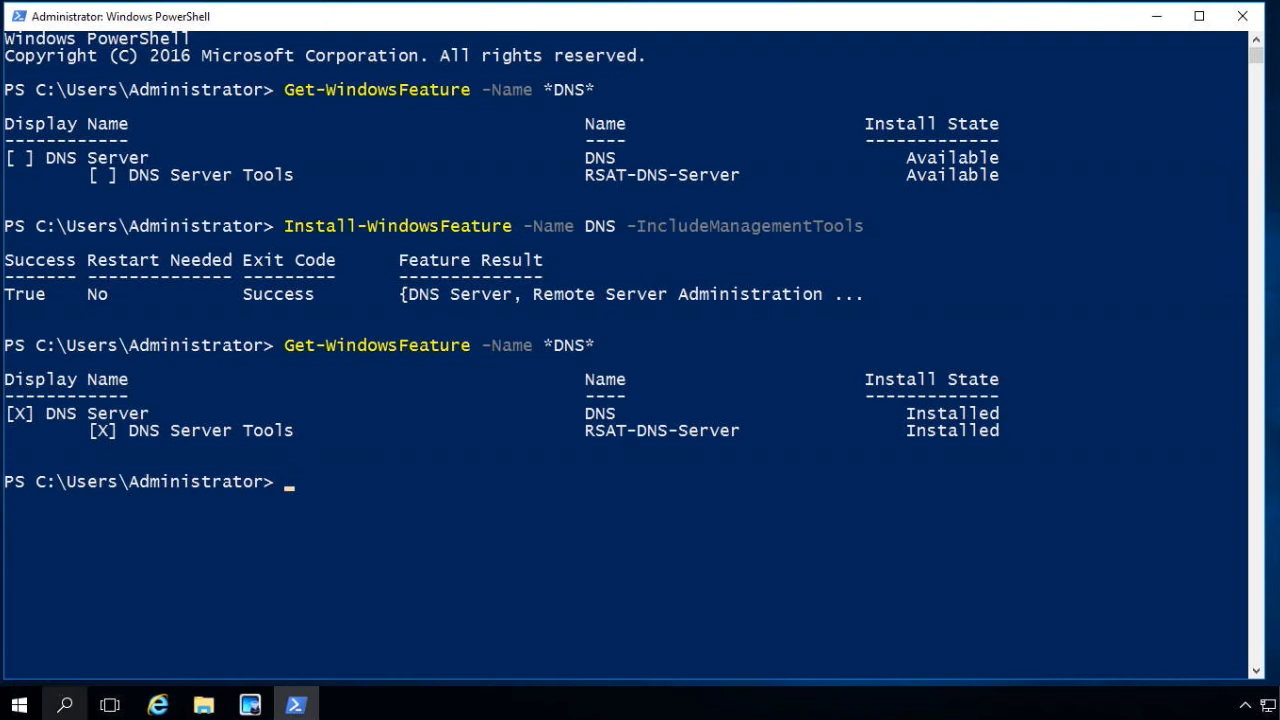 Administrator: Windows PowerShell
Windows PowerShell
Copyright (C) 2016 Microsoft Corporation. All rights reserved.
PS C:\Users\Administrator> Get-WindowsFeature -Name *DNS*
Display Name Name Install State
------------ ---- -------------
[ ] DNS Server DNS Available
[ ] DNS Server Tools RSAT-DNS-Server Available
PS C:\Users\Administrator> Install-WindowsFeature -Name DNS -IncludeManagementTools
Success Restart Needed Exit Code Feature Result
------- -------------- --------- --------------
True No Success {DNS Server, Remote Server Administration ...
PS C:\Users\Administrator> Get-WindowsFeature -Name *DNS*
Display Name Name Install State
------------ ---- -------------
[X] DNS Server DNS Installed
[X] DNS Server Tools RSAT-DNS-Server Installed
PS C:\Users\Administrator> _